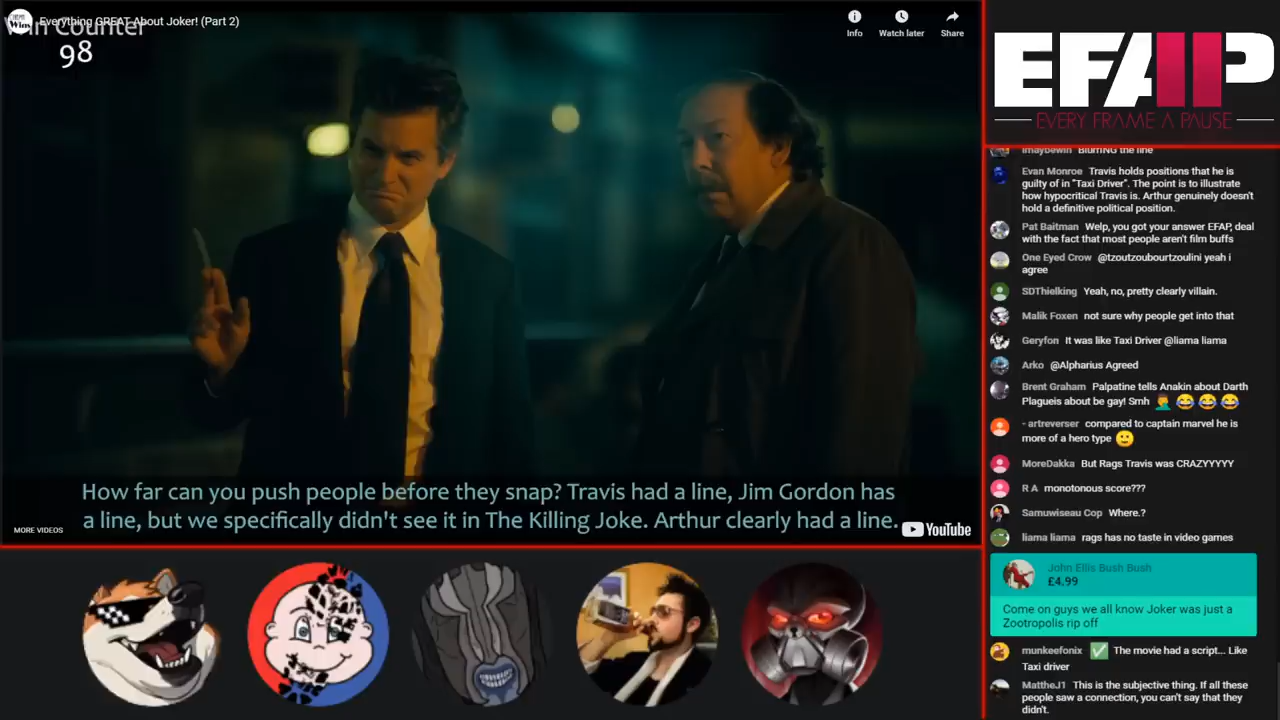 Everything GREAT About Joker! (Part 2)
Win Counter
98
Info
Watch later
Share
How far can you push people before they snap? Travis had a line, Jim Gordon has
a line, but we specifically didn't see it in The Killing Joke. Arthur clearly had a line.
MORE VIDEOS
YouTube
EFAP
EVERY FRAME A PAUSE
imaybewin BlurriNG the line
Evan Monroe Travis holds positions that he is
guilty of in "Taxi Driver". The point is to illustrate
how hypocritical Travis is. Arthur genuinely doesn't
hold a definitive political position.
Pat Baitman Welp, you got your answer EFAP, deal
with the fact that most people aren't film buffs
One Eyed Crow @tzoutzoubourtzoulini yeah i
agree
SDThielking Yeah, no, pretty clearly villain.
Malik Foxen not sure why people get into that
Geryfon It was like Taxi Driver @liama liama
Arko @Alpharius Agreed
Brent Graham Palpatine tells Anakin about Darth
Plagueis about be gay! Smh 🤦‍♂️ 😂 😂 😂
- artreverser compared to captain marvel he is
more of a hero type 🙂
MoreDakka But Rags Travis was CRAZYYYYY
R A monotonous score???
Samuwiseau Cop Where.?
liama liama rags has no taste in video games
John Ellis Bush Bush
£4.99
Come on guys we all know Joker was just a
Zootropolis rip off
munkeefonix ✅ The movie had a script... Like
Taxi driver
MattheJ1 This is the subjective thing. If all these
people saw a connection, you can't say that they
didn't.